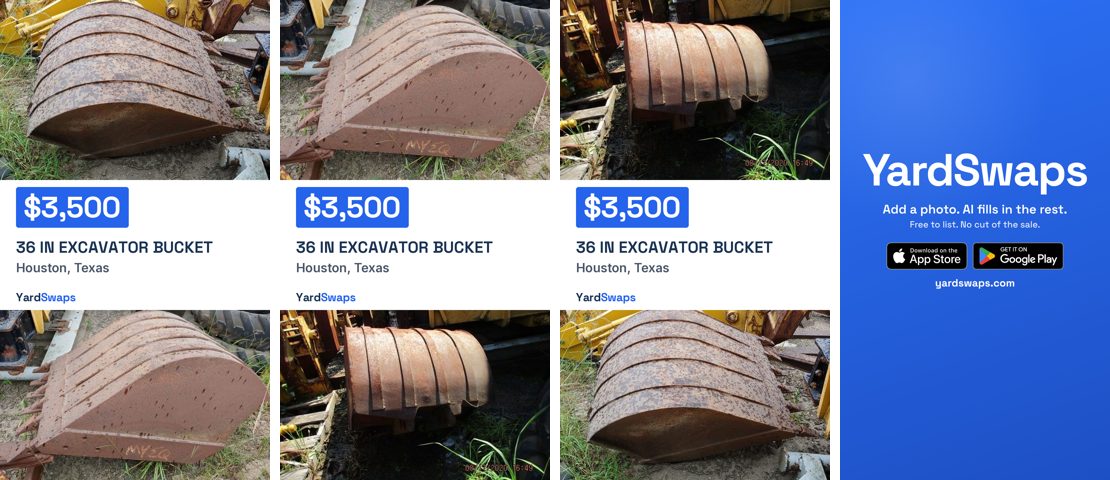 $3,500
36 IN EXCAVATOR BUCKET
Houston, Texas
YardSwaps
$3,500
36 IN EXCAVATOR BUCKET
Houston, Texas
YardSwaps
$3,500
36 IN EXCAVATOR BUCKET
Houston, Texas
YardSwaps
YardSwaps
Add a photo. AI fills in the rest.
Free to list. No cut of the sale.
Download on the
App Store
GET IT ON
Google Play
yardswaps.com